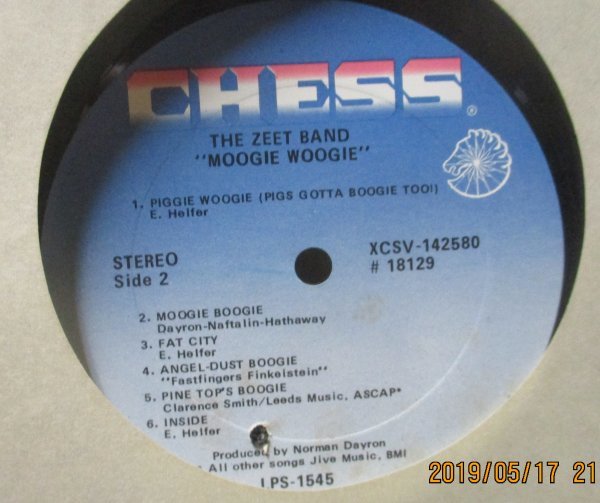 CHESS
®
THE ZEET BAND
"MOOGIE WOOGIE"
1. PIGGIE WOOGIE (PIGS GOTTA BOOGIE TOO!)
E. Helfer
STEREO
Side 2
XCSV-142580
# 18129
2. MOOGIE BOOGIE
Dayron-Naftalin-Hathaway
3. FAT CITY
E. Helfer
4. ANGEL-DUST BOOGIE
"Fastfingers Finkelstein"
5. PINE TOP'S BOOGIE
Clarence Smith/Leeds Music, ASCAP*
6. INSIDE
E. Helfer
Produced by Norman Dayron
* All other songs Jive Music, BMI
LPS-1545
2019/05/17 21